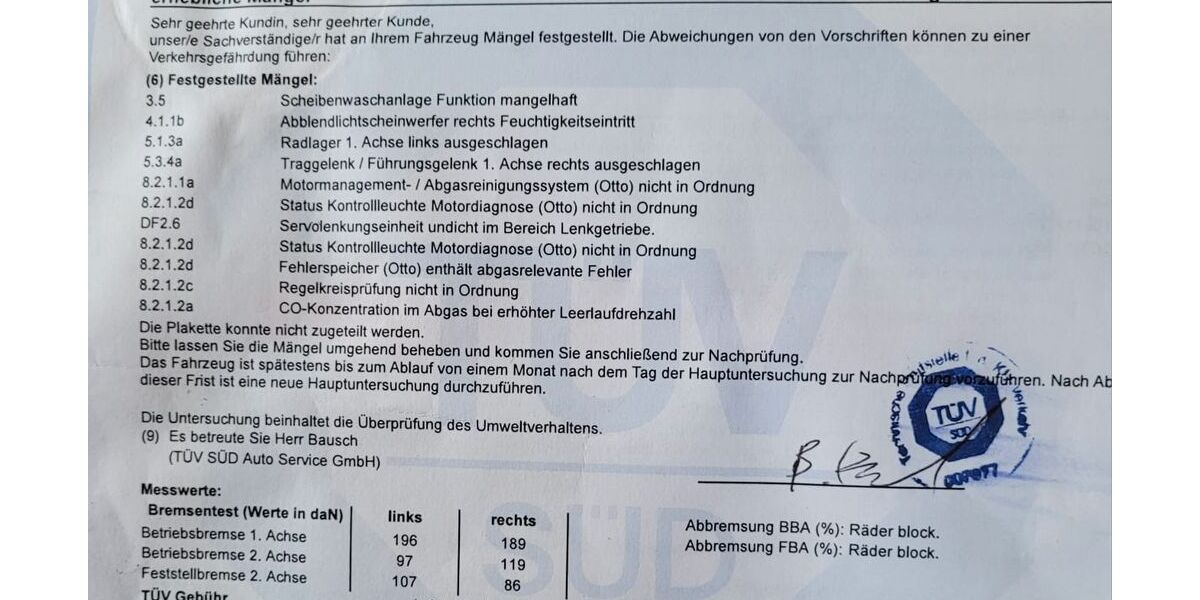 Sehr geehrte Kundin, sehr geehrter Kunde,
unser/e Sachverständige/r hat an Ihrem Fahrzeug Mängel festgestellt. Die Abweichungen von den Vorschriften können zu einer
Verkehrsgefährdung führen:
(6) Festgestellte Mängel:
3.5 Scheibenwaschanlage Funktion mangelhaft
4.1.1b Abblendlichtscheinwerfer rechts Feuchtigkeitseintritt
5.1.3a Radlager 1. Achse links ausgeschlagen
5.3.4a Traggelenk / Führungsgelenk 1. Achse rechts ausgeschlagen
8.2.1.1a Motormanagement- / Abgasreinigungssystem (Otto) nicht in Ordnung
8.2.1.2d Status Kontrollleuchte Motordiagnose (Otto) nicht in Ordnung
DF2.6 Servolenkungseinheit undicht im Bereich Lenkgetriebe.
8.2.1.2d Status Kontrollleuchte Motordiagnose (Otto) nicht in Ordnung
8.2.1.2d Fehlerspeicher (Otto) enthält abgasrelevante Fehler
8.2.1.2c Regelkreisprüfung nicht in Ordnung
8.2.1.2a CO-Konzentration im Abgas bei erhöhter Leerlaufdrehzahl
Die Plakette konnte nicht zugeteilt werden.
Bitte lassen Sie die Mängel umgehend beheben und kommen Sie anschließend zur Nachprüfung.
Das Fahrzeug ist spätestens bis zum Ablauf von einem Monat nach dem Tag der Hauptuntersuchung zur Nachprüfung vorzuführen. Nach Ab
dieser Frist ist eine neue Hauptuntersuchung durchzuführen.
Die Untersuchung beinhaltet die Überprüfung des Umweltverhaltens.
(9) Es betreute Sie Herr Bausch
(TÜV SÜD Auto Service GmbH)
TÜV
SÜD
Messwerte:
Bremsentest (Werte in daN) links rechts
Betriebsbremse 1. Achse 196 189
Betriebsbremse 2. Achse 97 119
Feststellbremse 2. Achse 107 86
Abbremsung BBA (%): Räder block.
Abbremsung FBA (%): Räder block.
TÜV Gebühr
TÜV
SÜD